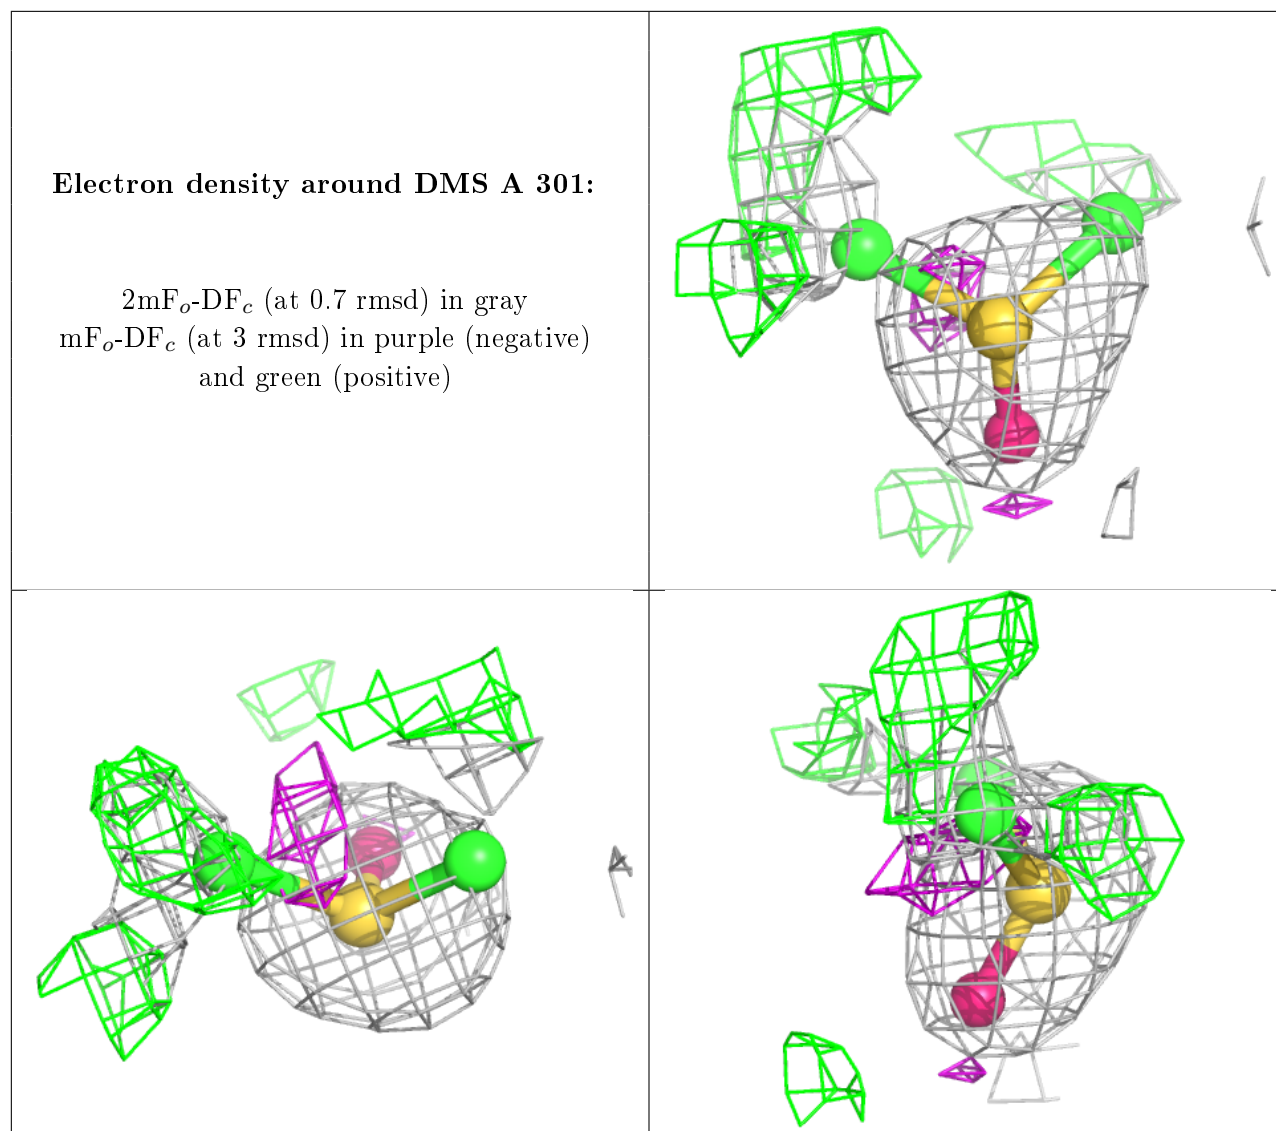 Electron density around DMS A 301:
2mFo-DFc (at 0.7 rmsd) in gray
mFo-DFc (at 3 rmsd) in purple (negative)
and green (positive)